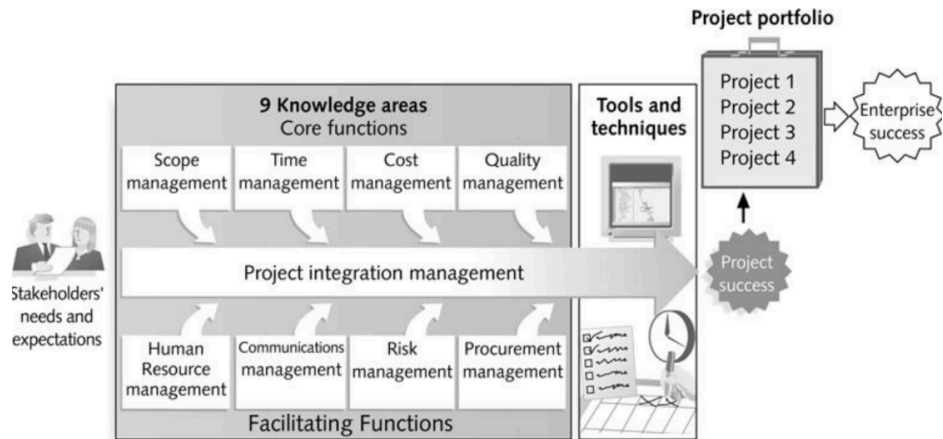 Project portfolio
Project 1
Project 2
Project 3
Project 4
Enterprise
success
9 Knowledge areas
Core functions
Tools and
techniques
Scope
management
Time
management
Cost
management
Quality
management
Stakeholders'
needs and
expectations
Project integration management
Project
success
Human
Resource
management
Communications
management
Risk
management
Procurement
management
Facilitating Functions